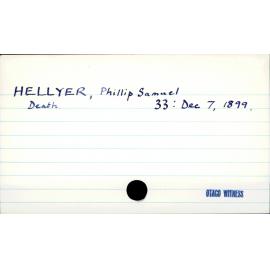 HELLYER, Phillip Samuel
Death 33: Dec 7, 1899.
OTAGO WITNESS